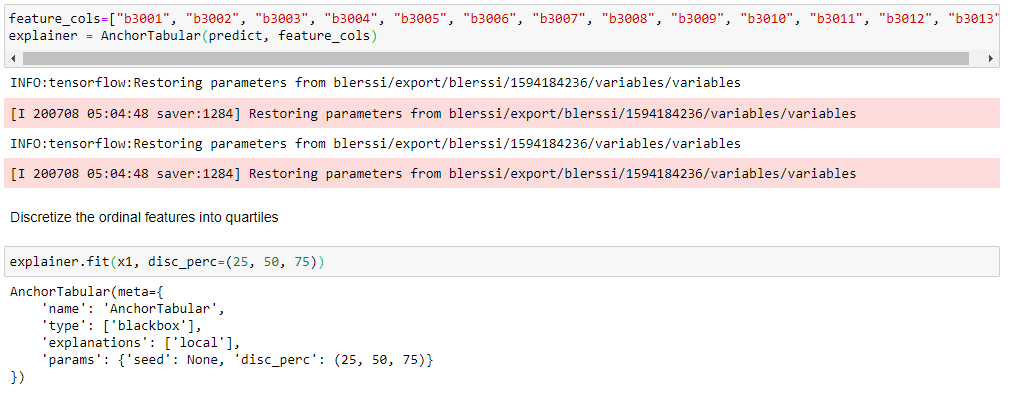 feature_cols=["b3001", "b3002", "b3003", "b3004", "b3005", "b3006", "b3007", "b3008", "b3009", "b3010", "b3011", "b3012", "b3013"
explainer = AnchorTabular(predict, feature_cols)
INFO:tensorflow:Restoring parameters from blerssi/export/blerssi/1594184236/variables/variables
[I 200708 05:04:48 saver:1284] Restoring parameters from blerssi/export/blerssi/1594184236/variables/variables
INFO:tensorflow:Restoring parameters from blerssi/export/blerssi/1594184236/variables/variables
[I 200708 05:04:48 saver:1284] Restoring parameters from blerssi/export/blerssi/1594184236/variables/variables
Discretize the ordinal features into quartiles
explainer.fit(x1, disc_perc=(25, 50, 75))
AnchorTabular(meta={
    'name': 'AnchorTabular',
    'type': ['blackbox'],
    'explanations': ['local'],
    'params': {'seed': None, 'disc_perc': (25, 50, 75)}
})